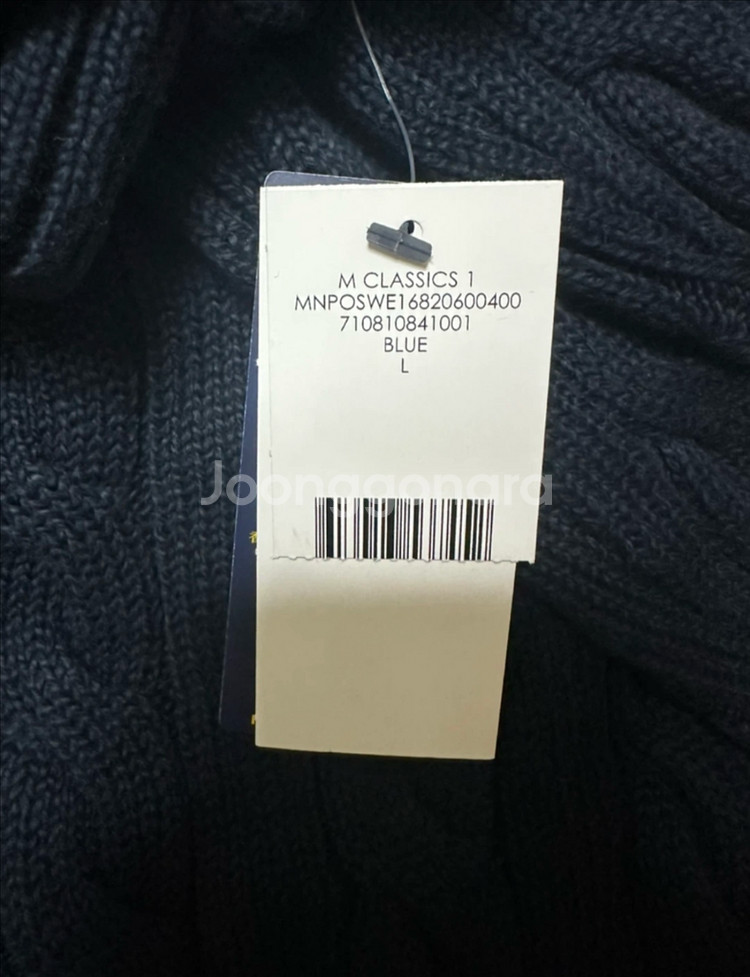 M CLASSICS 1
MNPOSWE16820600400
710810841001
BLUE
L
Joonggonara